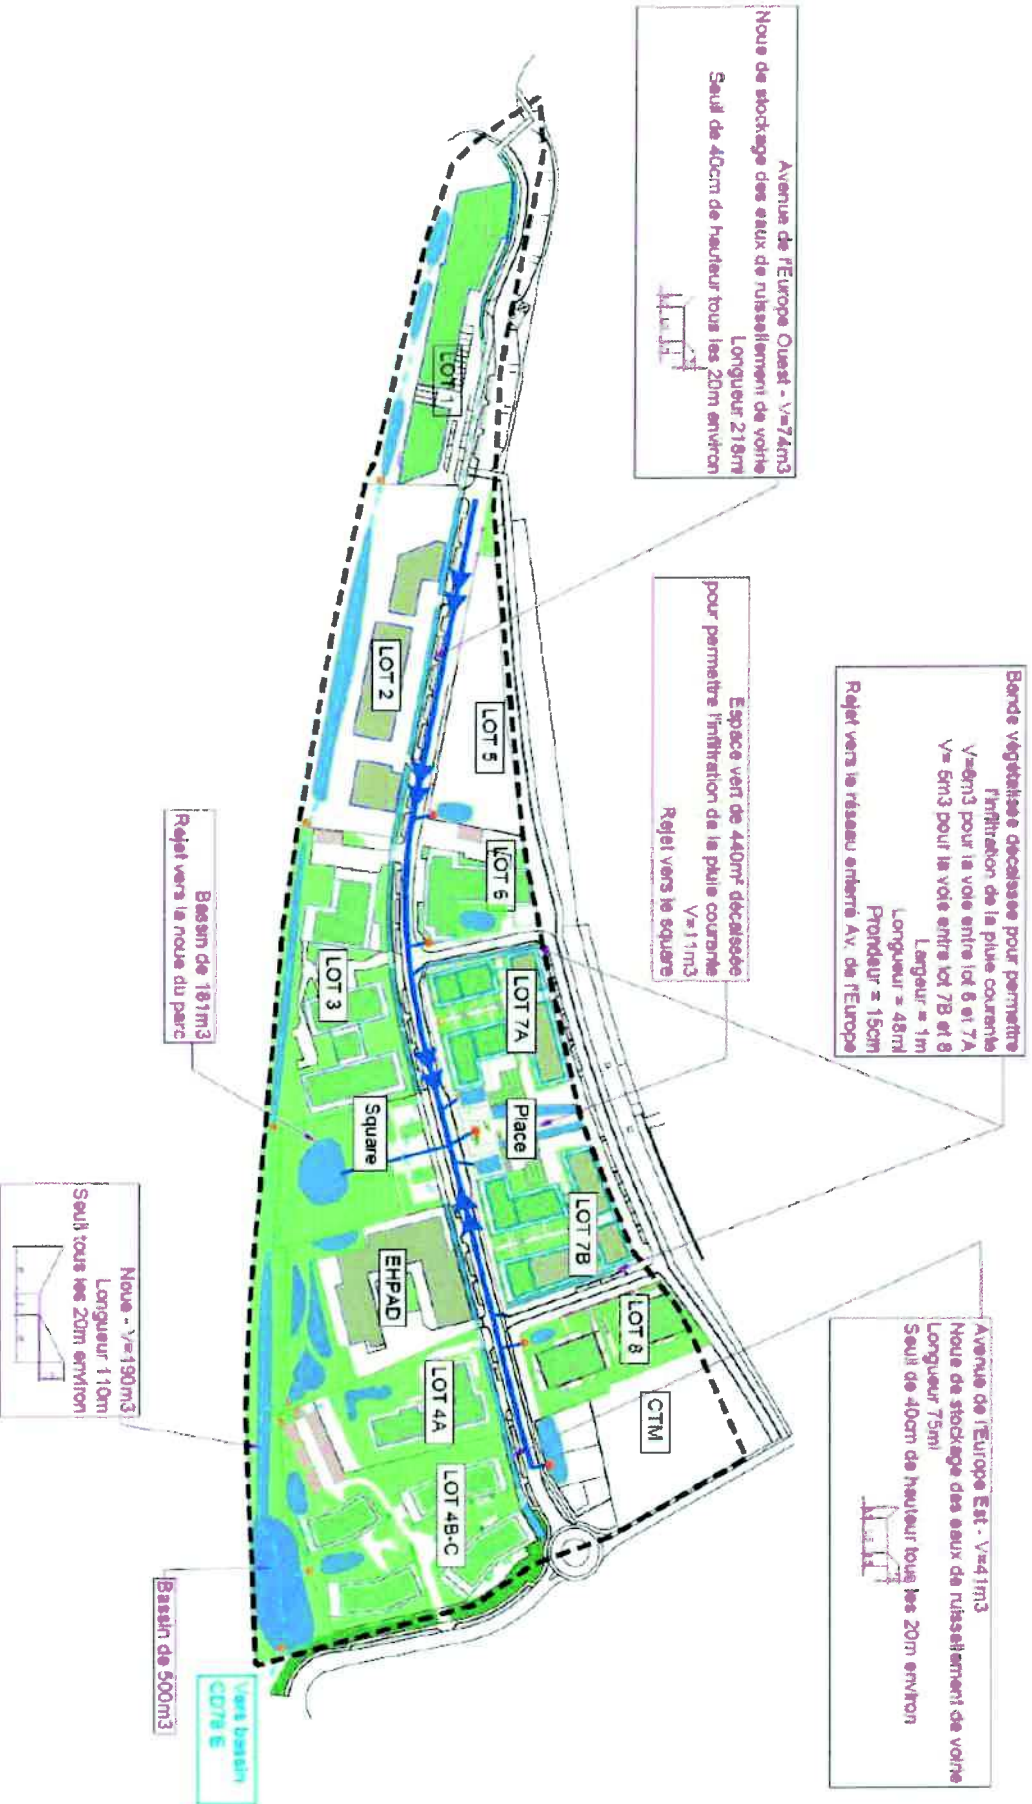 Avenue de l'Europe Ouest - V=74m3
Noue de stockage des eaux de ruissellement de voirie
Longueur 218ml
Seuil de 40cm de hauteur tous les 20m environ
Bande végétalisée décaissée pour permettre
l'infiltration de la pluie courante
V=6m3 pour la voie entre lot 6 et 7A
V= 5m3 pour la voie entre lot 7B et 8
Largeur = 1m
Longueur = 48ml
Profondeur = 15cm
Rejet vers le réseau enterré Av. de l'Europe
Avenue de l'Europe Est - V=41m3
Noue de stockage des eaux de ruissellement de voirie
Longueur 75ml
Seuil de 40cm de hauteur tous les 20m environ
Espace vert de 440m² décaissée
pour permettre l'infiltration de la pluie courante
V=11m3
Rejet vers le square
LOT 1
LOT 2
LOT 5
LOT 6
LOT 3
LOT 7A
Place
Square
LOT 7B
EHPAD
LOT 8
LOT 4A
CTM
LOT 4B-C
Bassin de 181m3
Rejet vers la noue du parc
Noue - V=190m3
Longueur 110m
Seuil tous les 20m environ
Bassin de 500m3
Vers bassin